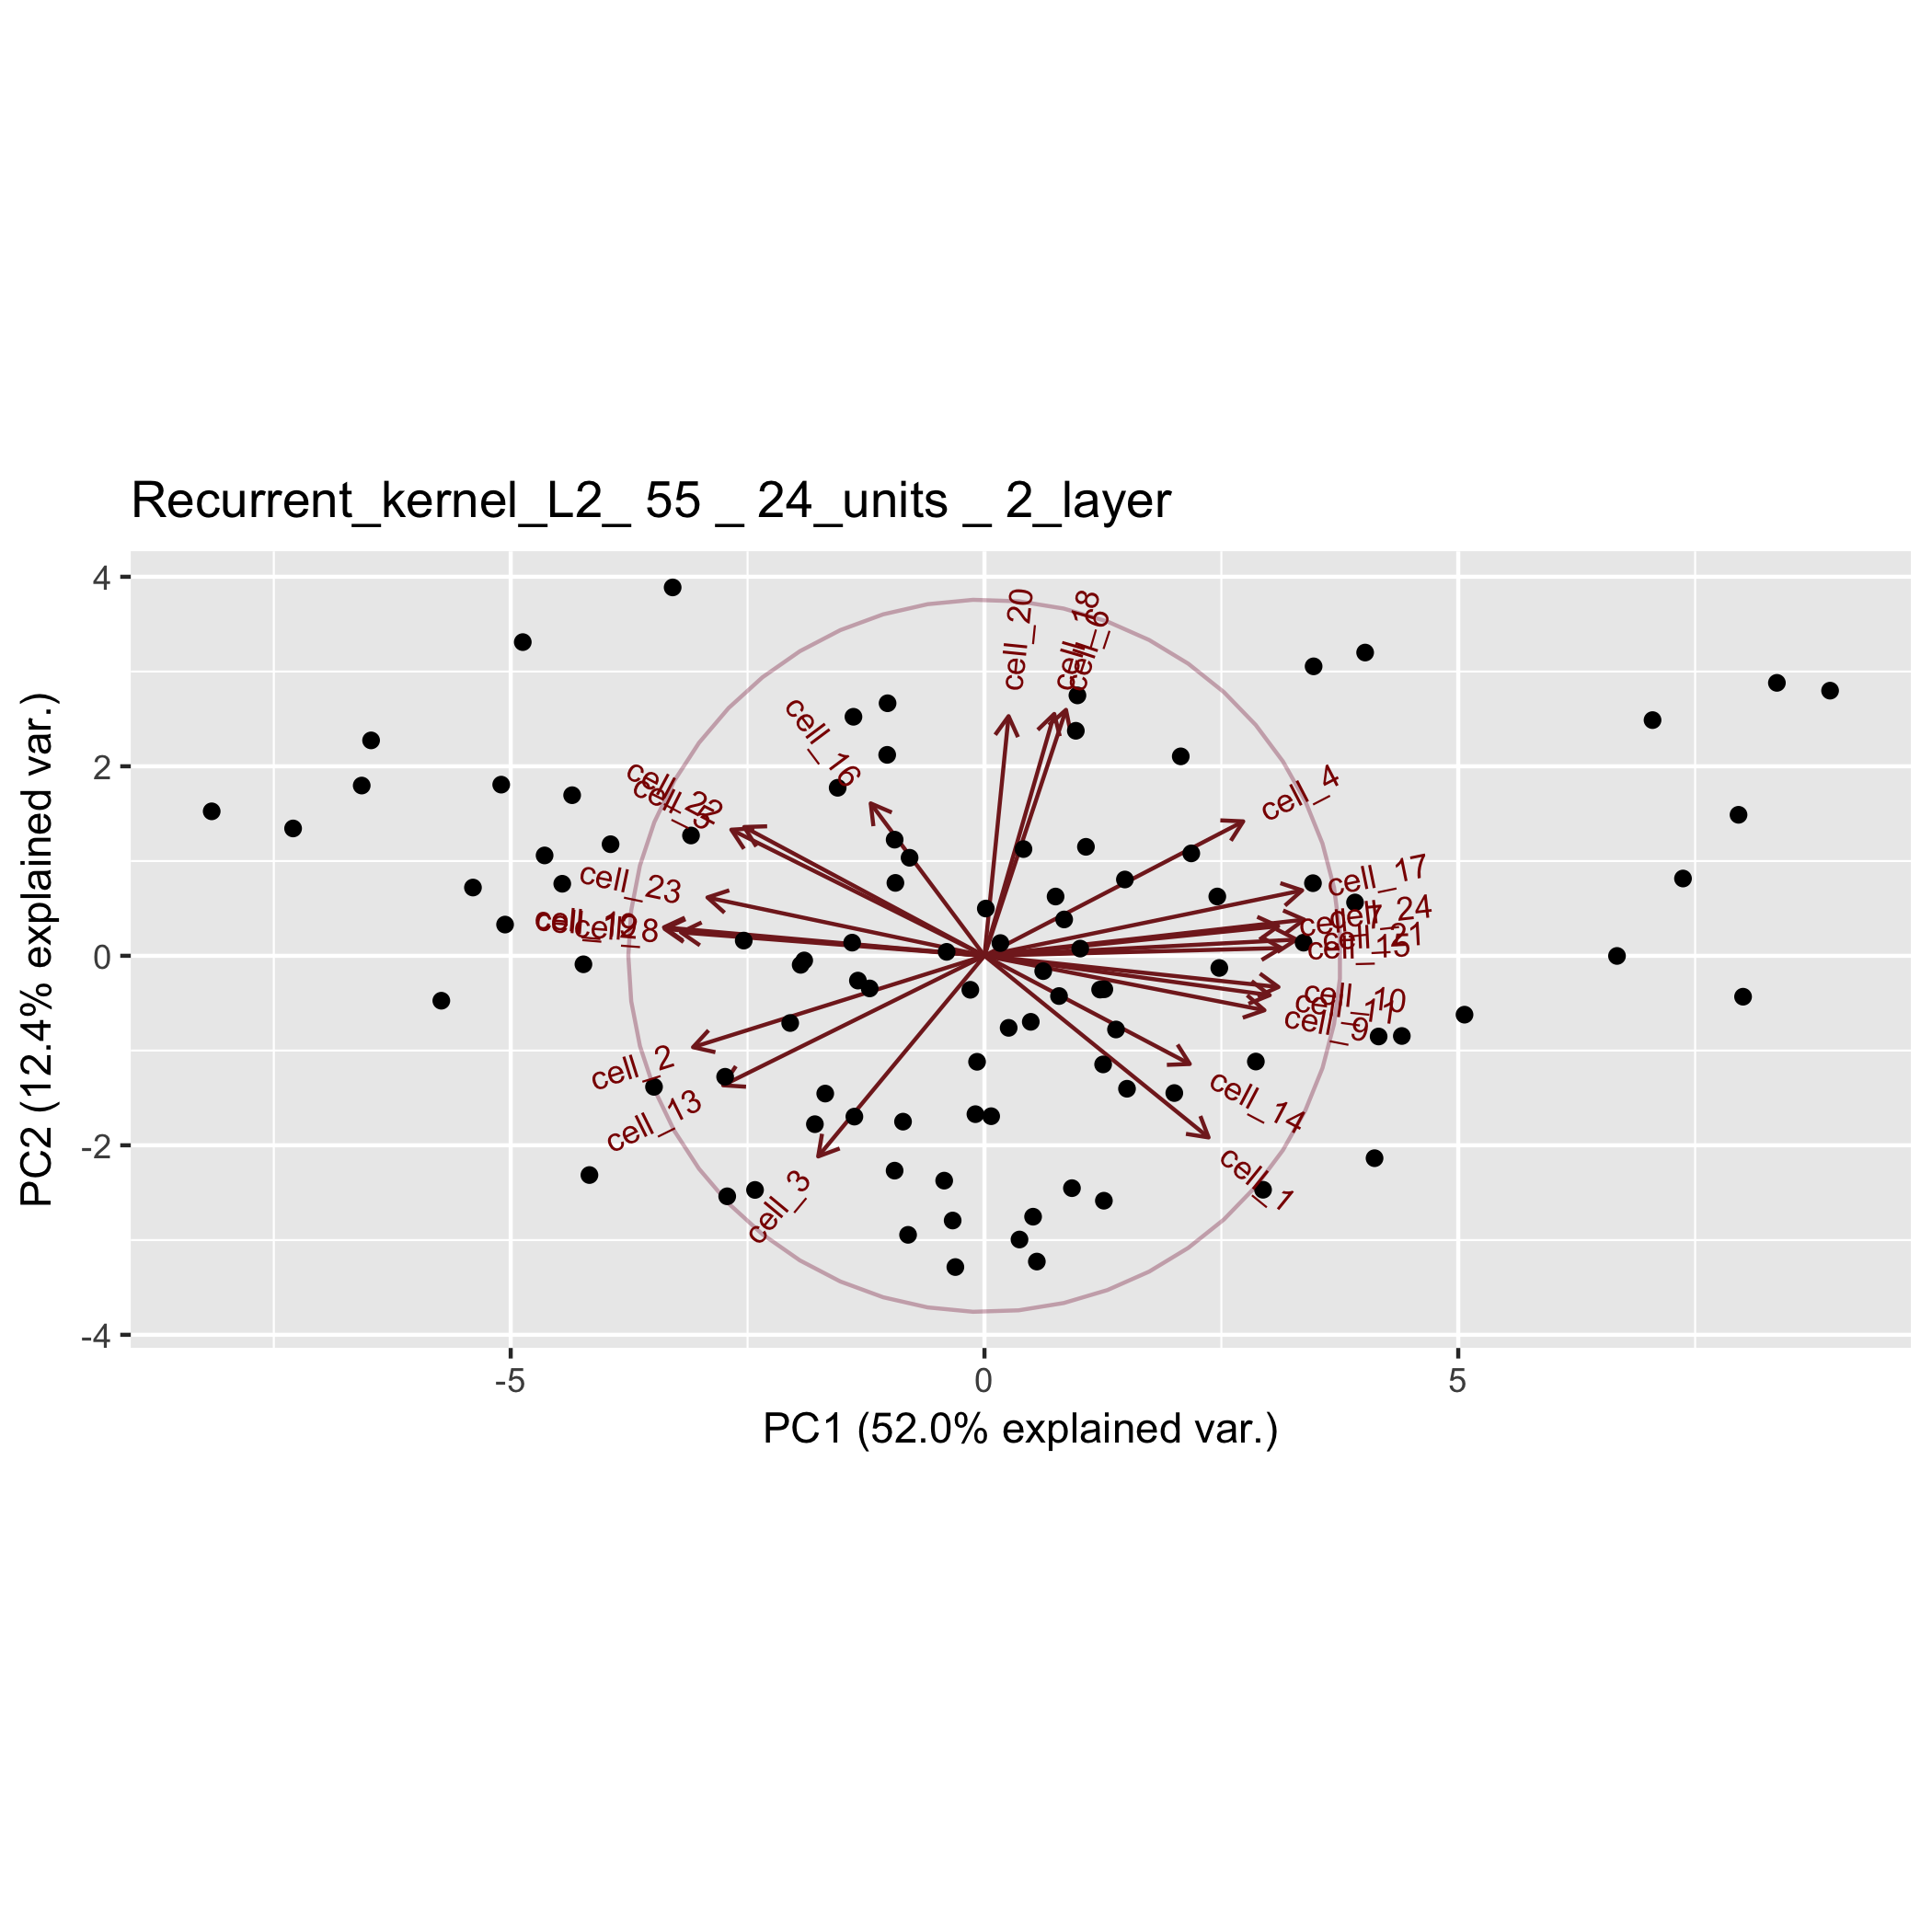 Recurrent_kernel_L2_ 55 _ 24_units _ 2_layer
4
2
0
-2
-4
PC2 (12.4% explained var.)
cell_20
cell_18
cell_16
cell_4
cell_22
cell_17
cell_23
cell_24
cell_19
cell_8
cell_21
cell_15
cell_10
cell_11
cell_9
cell_2
cell_13
cell_14
cell_3
cell_1
-5
0
5
PC1 (52.0% explained var.)